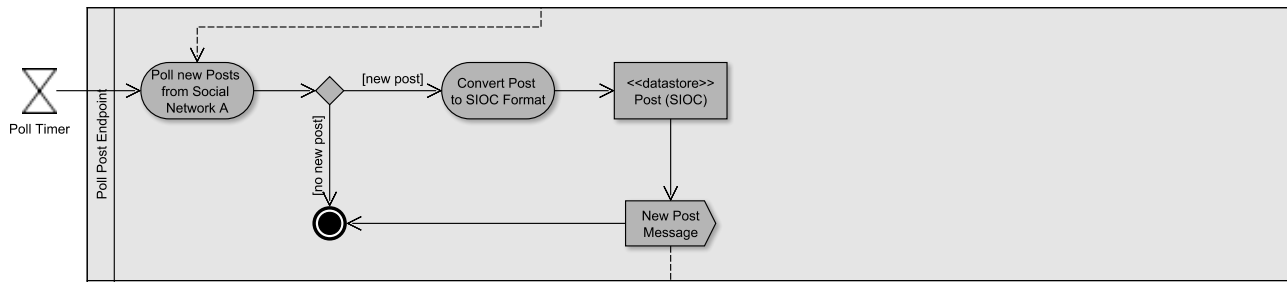 Poll Timer
Poll Post Endpoint
Poll new Posts
from Social
Network A
[new post]
[no new post]
Convert Post
to SIOC Format
<<datastore>>
Post (SIOC)
New Post
Message